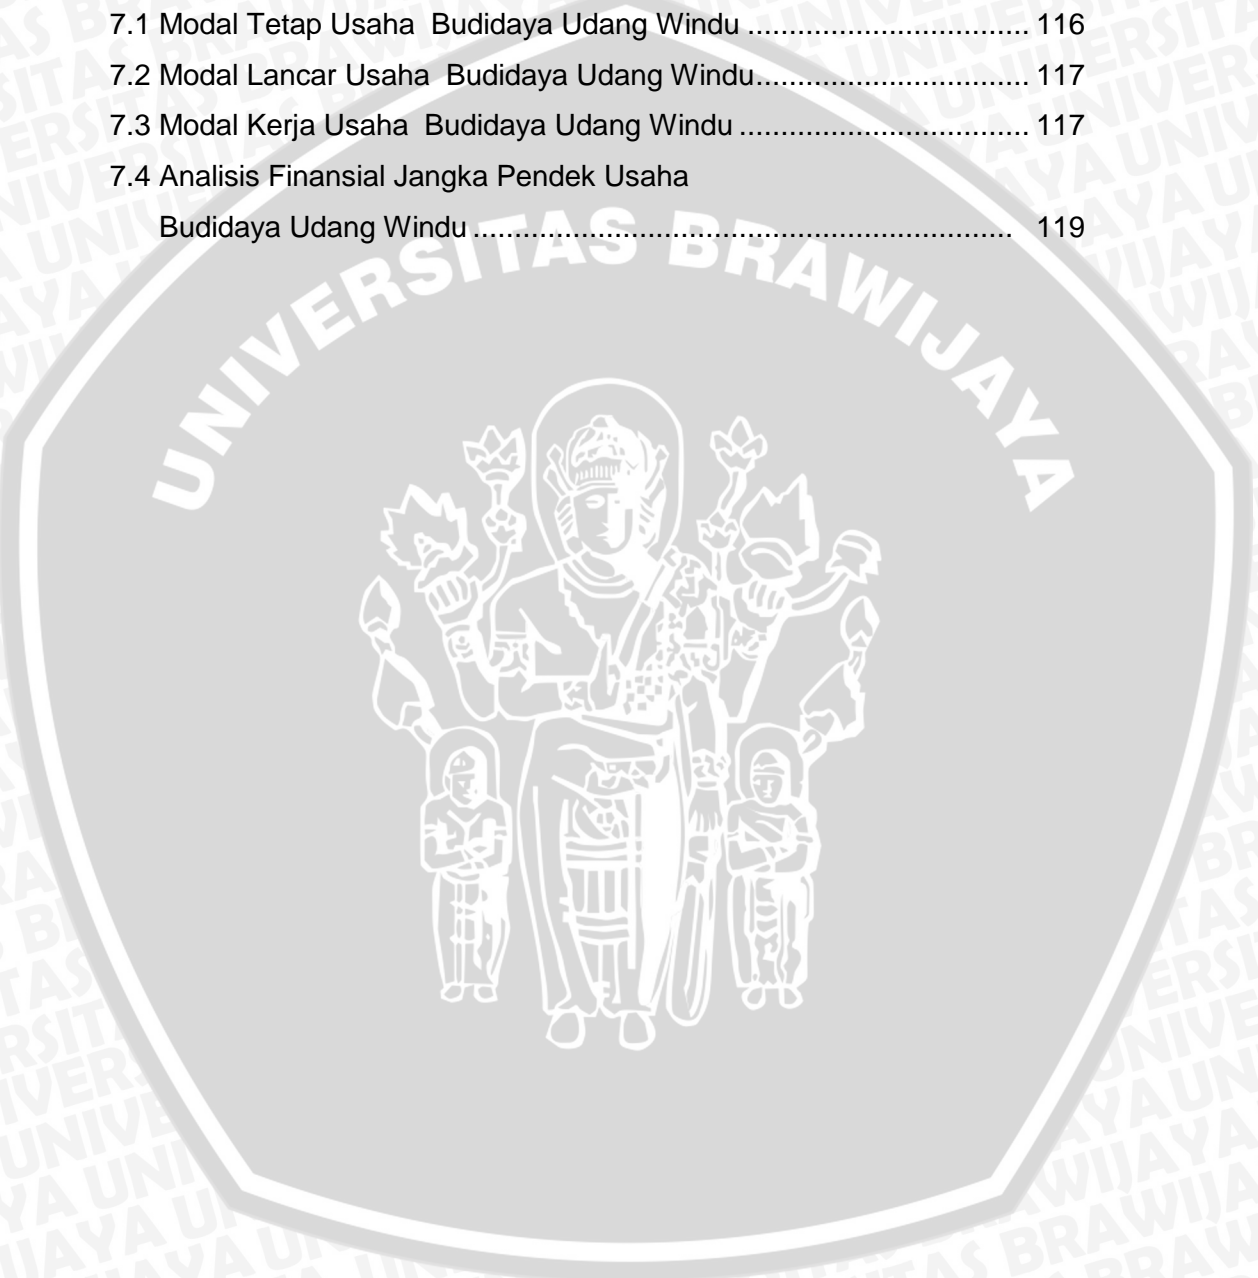 7.1 Modal Tetap Usaha  Budidaya Udang Windu .................................. 116
7.2 Modal Lancar Usaha  Budidaya Udang Windu................................. 117
7.3 Modal Kerja Usaha  Budidaya Udang Windu ................................... 117
7.4 Analisis Finansial Jangka Pendek Usaha
Budidaya Udang Windu ................................................................. 119
UNIVERSITAS BRAWIJAYA